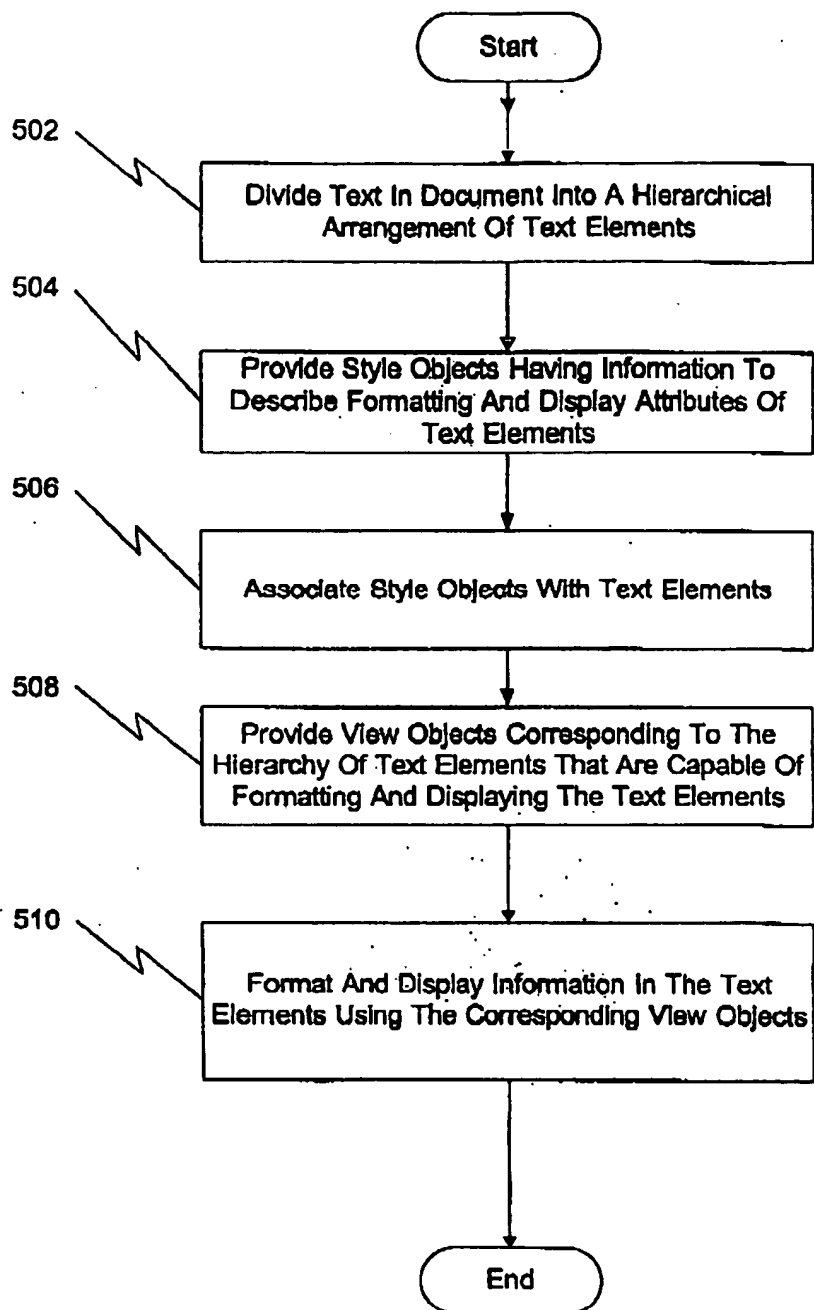 Start
502
Divide Text In Document Into A Hierarchical
Arrangement Of Text Elements
504
Provide Style Objects Having Information To
Describe Formatting And Display Attributes Of
Text Elements
506
Associate Style Objects With Text Elements
508
Provide View Objects Corresponding To The
Hierarchy Of Text Elements That Are Capable Of
Formatting And Displaying The Text Elements
510
Format And Display Information In The Text
Elements Using The Corresponding View Objects
End